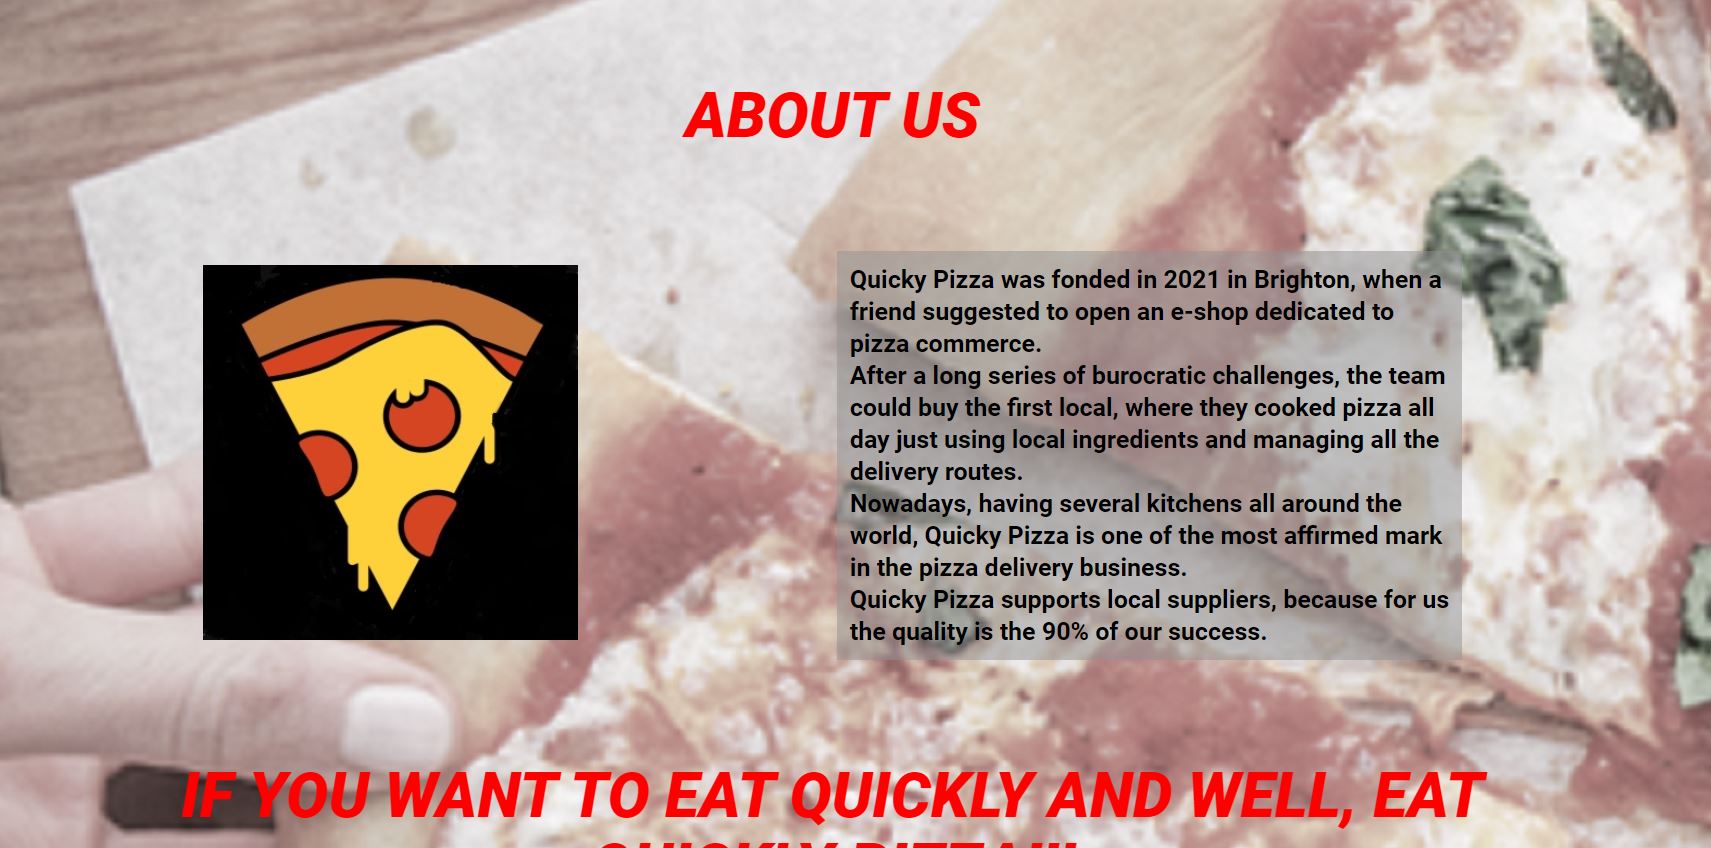 ABOUT US
Quicky Pizza was fonded in 2021 in Brighton, when a
friend suggested to open an e-shop dedicated to
pizza commerce.
After a long series of burocratic challenges, the team
could buy the first local, where they cooked pizza all
day just using local ingredients and managing all the
delivery routes.
Nowadays, having several kitchens all around the
world, Quicky Pizza is one of the most affirmed mark
in the pizza delivery business.
Quicky Pizza supports local suppliers, because for us
the quality is the 90% of our success.
IF YOU WANT TO EAT QUICKLY AND WELL, EAT